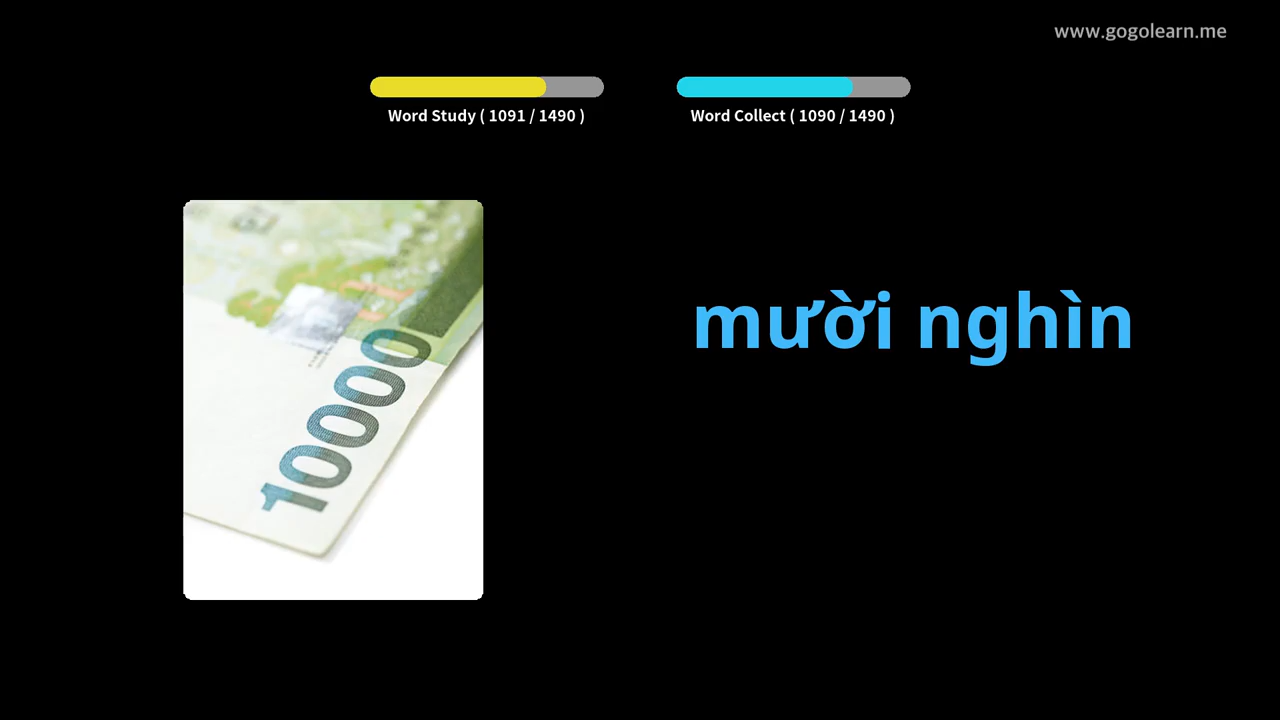 www.gogolearn.me
Word Study ( 1091 / 1490 )
Word Collect ( 1090 / 1490 )
10000
mười nghìn